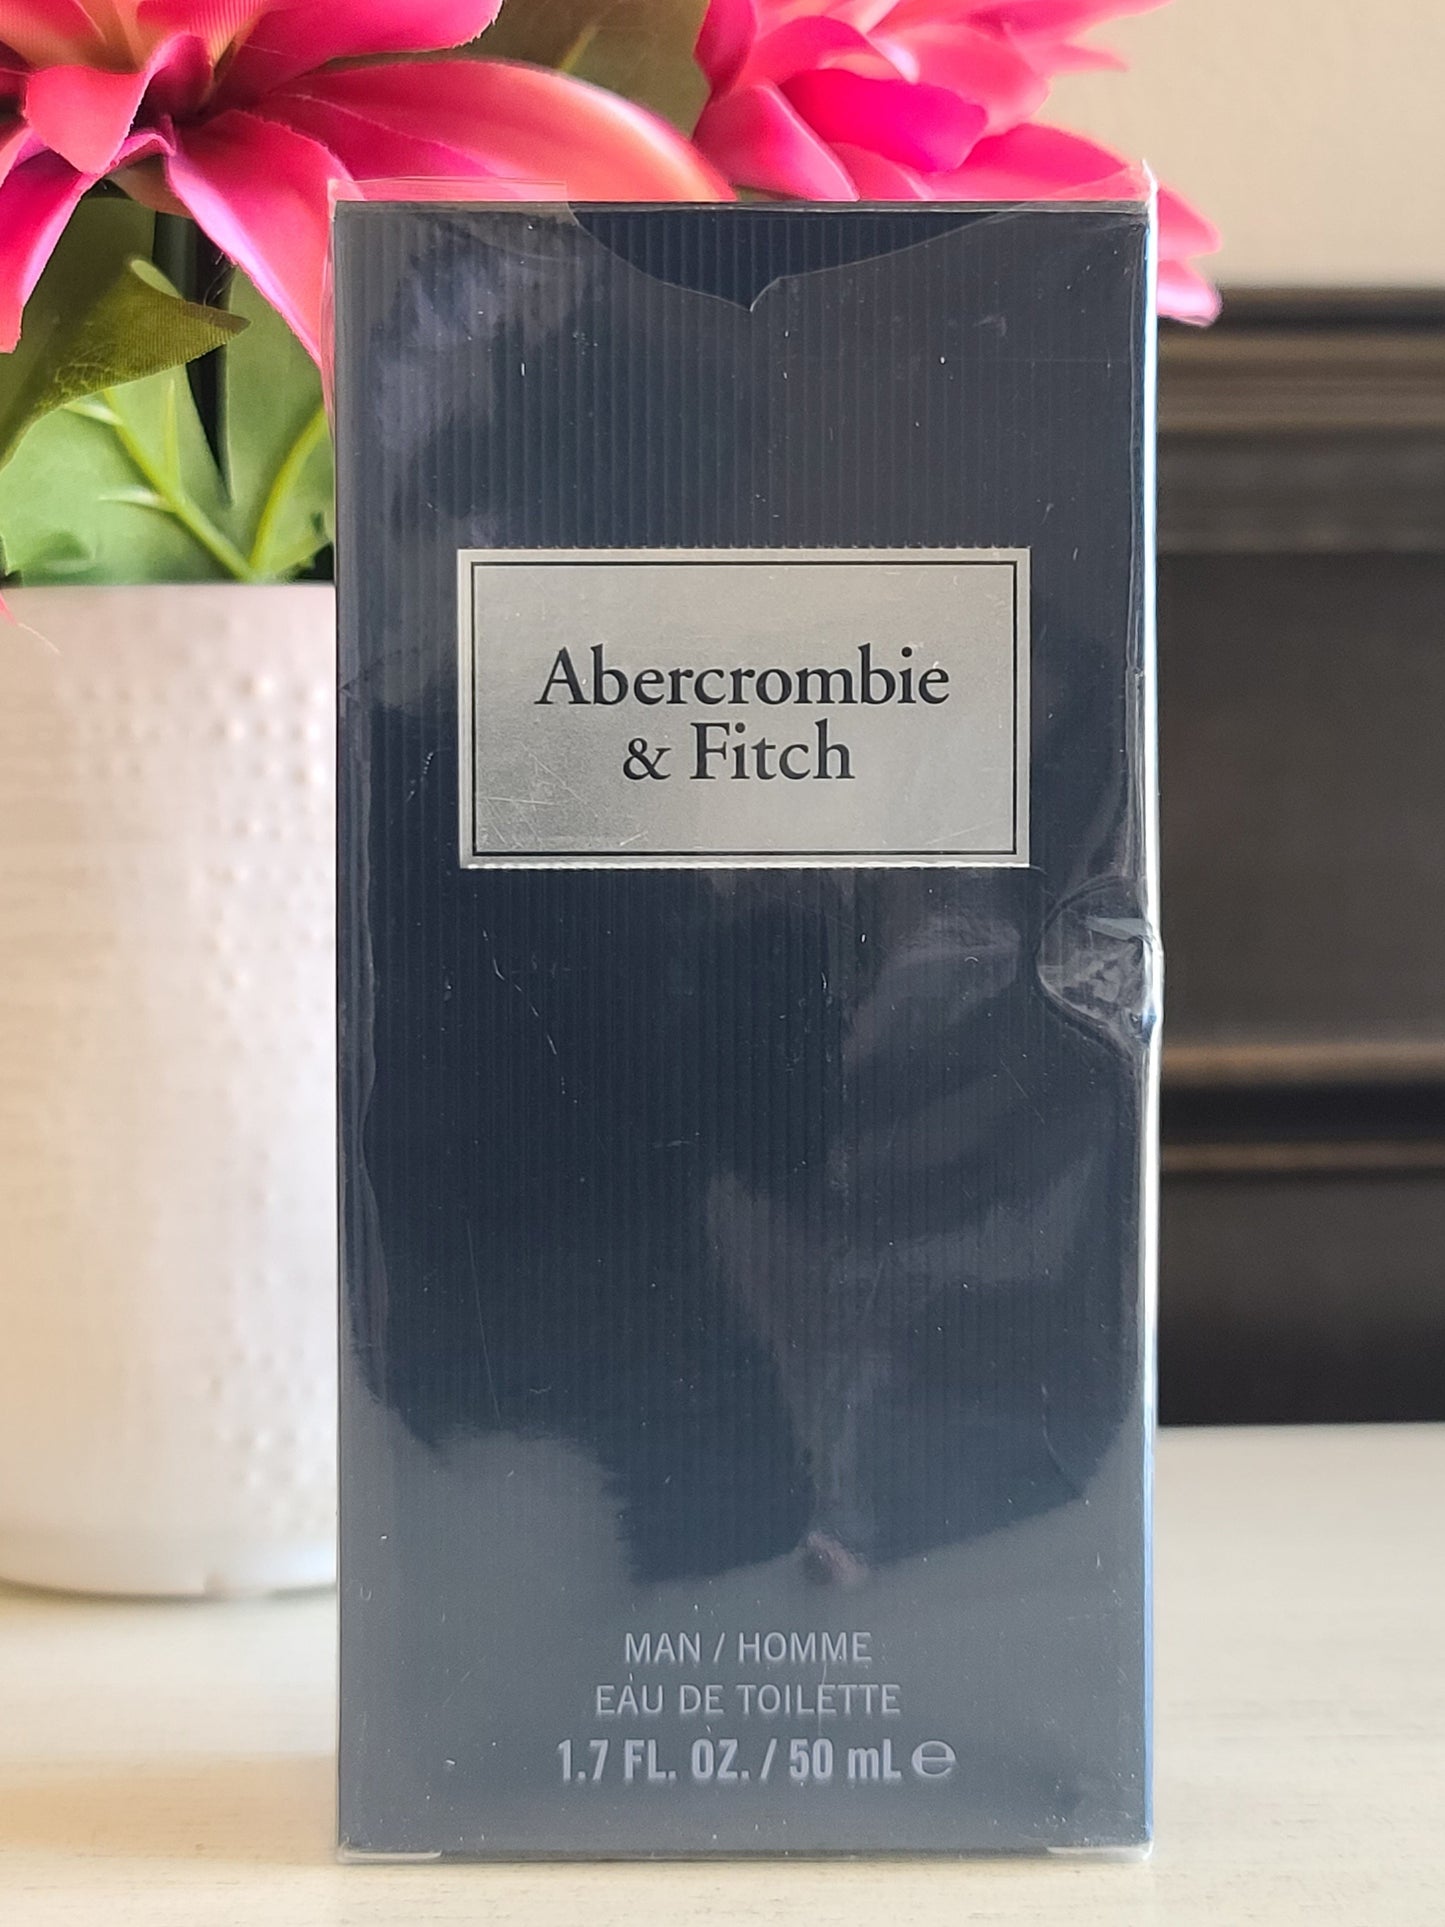 Abercrombie
& Fitch
MAN / HOMME
EAU DE TOILETTE
1.7 FL. OZ. / 50 mL ℮